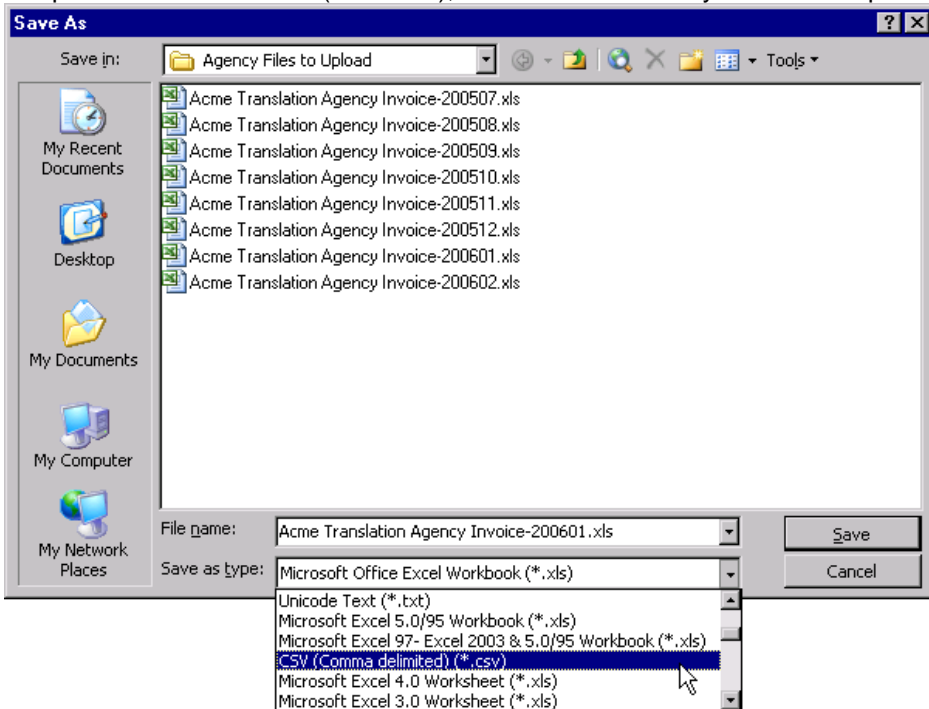 Save As
Save in:
Agency Files to Upload
Tools
My Recent
Documents
Desktop
My Documents
My Computer
My Network
Places
Acme Translation Agency Invoice-200507.xls
Acme Translation Agency Invoice-200508.xls
Acme Translation Agency Invoice-200509.xls
Acme Translation Agency Invoice-200510.xls
Acme Translation Agency Invoice-200511.xls
Acme Translation Agency Invoice-200512.xls
Acme Translation Agency Invoice-200601.xls
Acme Translation Agency Invoice-200602.xls
File name:
Acme Translation Agency Invoice-200601.xls
Save
Save as type:
Microsoft Office Excel Workbook (*.xls)
Cancel
Unicode Text (*.txt)
Microsoft Excel 5.0/95 Workbook (*.xls)
Microsoft Excel 97- Excel 2003 & 5.0/95 Workbook (*.xls)
CSV (Comma delimited) (*.csv)
Microsoft Excel 4.0 Worksheet (*.xls)
Microsoft Excel 3.0 Worksheet (*.xls)